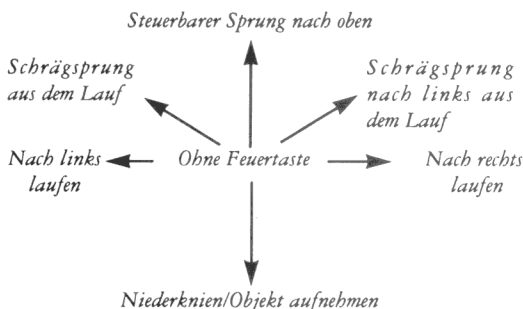 Steuerbarer Sprung nach oben
Schrägsprung
aus dem Lauf
Schrägsprung
nach links aus
dem Lauf
Nach links
laufen
Ohne Feuertaste
Nach rechts
laufen
Niederknien/Objekt aufnehmen